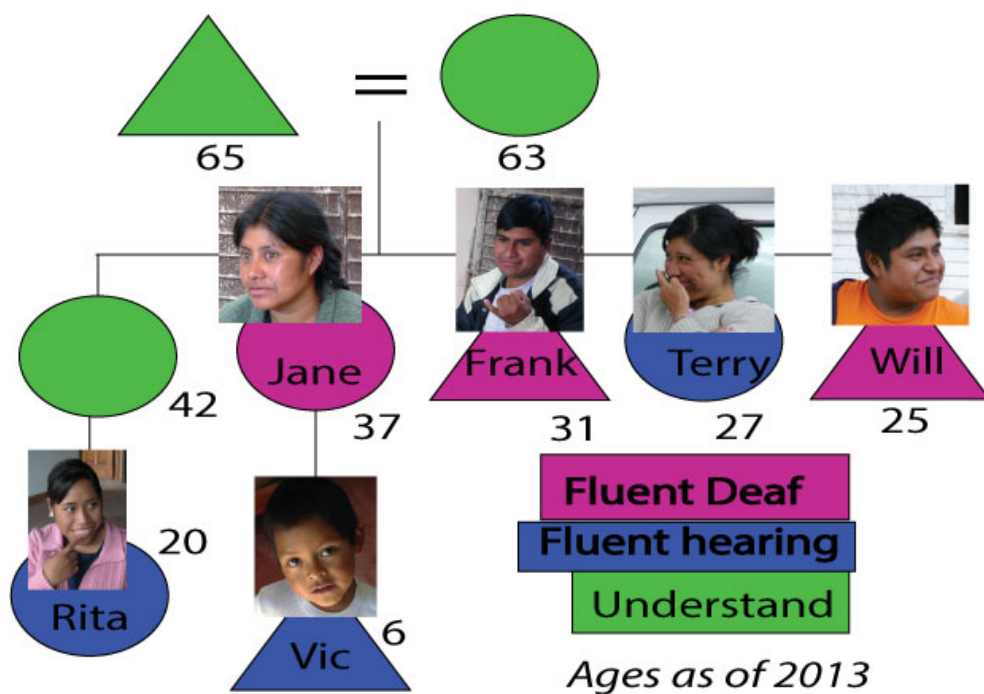 =
65
63
Jane
Frank
Terry
Will
42
37
31
27
25
Fluent Deaf
Fluent hearing
Understand
20
Rita
6
Vic
Ages as of 2013